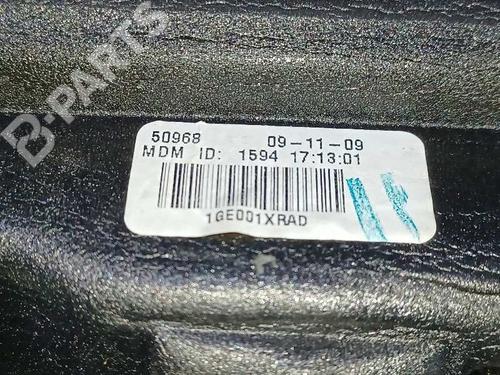 B-PARTS
50968 09-11-09
MDM ID: 1594 17:13:01
1GE001XRAD